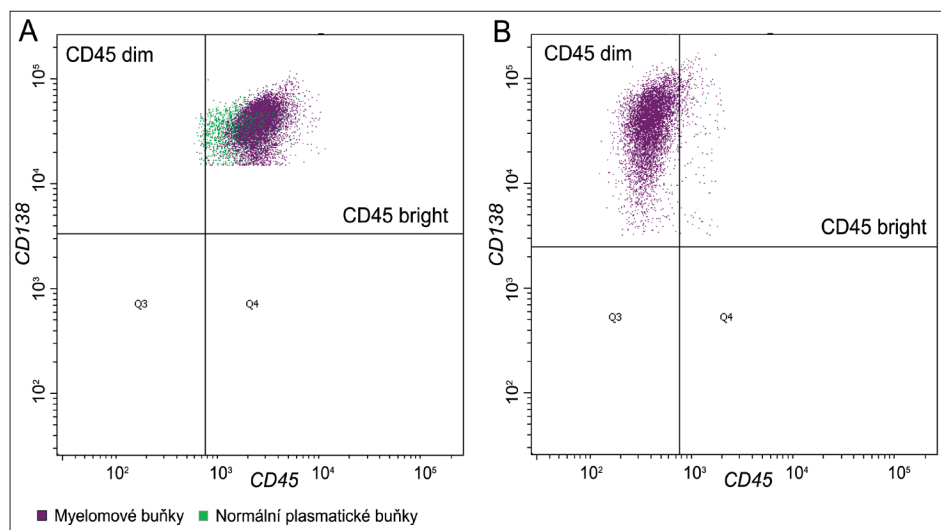 A
CD45 dim
CD45 bright
Q3
Q4
CD138
10⁵
10⁴
10³
10²
10² 10³ 10⁴ 10⁵
CD45
B
CD45 dim
CD45 bright
Q3
Q4
CD138
10⁵
10⁴
10³
10²
10² 10³ 10⁴ 10⁵
CD45
Myelomové buňky
Normální plasmatické buňky